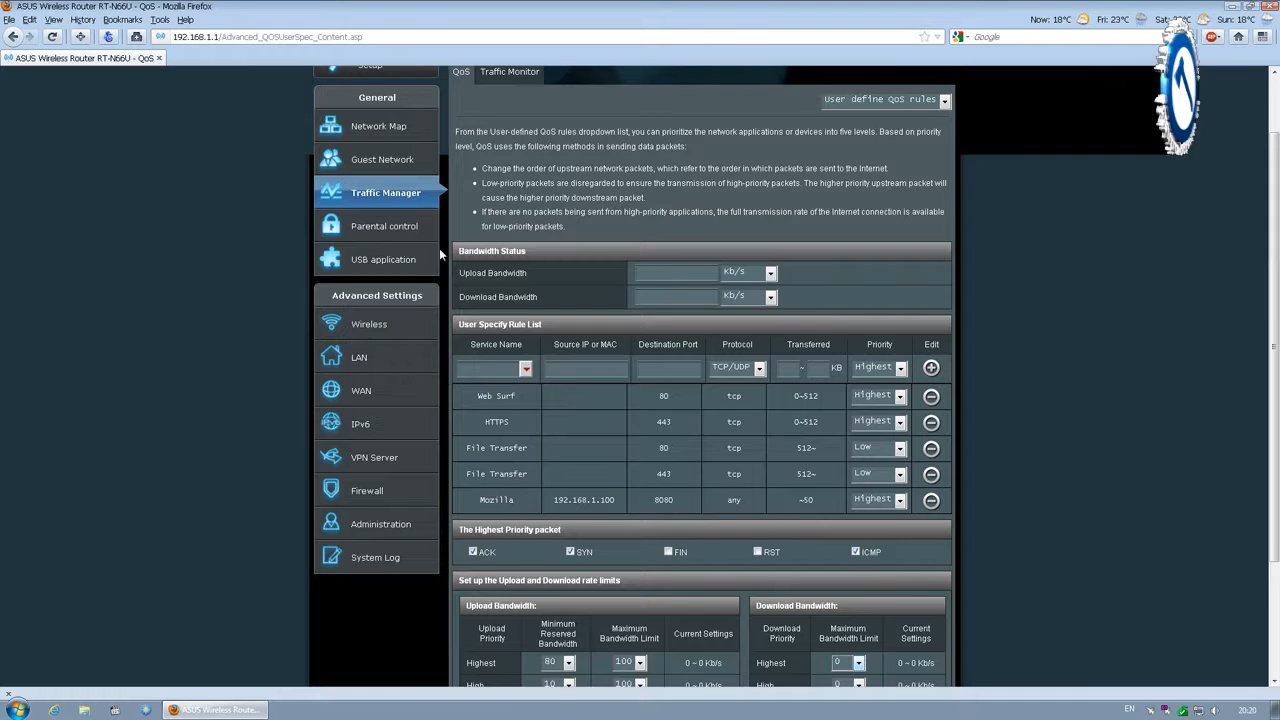 ASUS Wireless Router RT-N66U - QoS - Mozilla Firefox
File Edit View History Bookmarks Tools Help
Now: 18°C Fri: 23°C Sun: 18°C
192.168.1.1/Advanced_QOSUserSpec_Content.asp
Google
ASUS Wireless Router RT-N66U - QoS ×
General
Network Map
Guest Network
Traffic Manager
Parental control
USB application
Advanced Settings
Wireless
LAN
WAN
IPv6
VPN Server
Firewall
Administration
System Log
QoS Traffic Monitor
User define QoS rules
From the User-defined QoS rules dropdown list, you can prioritize the network applications or devices into five levels. Based on priority
level, QoS uses the following methods in sending data packets:
• Change the order of upstream network packets, which refer to the order in which packets are sent to the Internet.
• Low-priority packets are disregarded to ensure the transmission of high-priority packets. The higher priority upstream packet will
cause the higher priority downstream packet.
• If there are no packets being sent from high-priority applications, the full transmission rate of the Internet connection is available
for low-priority packets.
Bandwidth Status
Upload Bandwidth Kb/s
Download Bandwidth Kb/s
User Specify Rule List
Service Name Source IP or MAC Destination Port Protocol Transferred Priority Edit
TCP/UDP ~ KB Highest
Web Surf 80 tcp 0~512 Highest
HTTPS 443 tcp 0~512 Highest
File Transfer 80 tcp 512~ Low
File Transfer 443 tcp 512~ Low
Mozilla 192.168.1.100 8080 any ~50 Highest
The Highest Priority packet
ACK SYN FIN RST ICMP
Set up the Upload and Download rate limits
Upload Bandwidth:
Upload Priority Minimum Reserved Bandwidth Maximum Bandwidth Limit Current Settings
Highest 80 100 0 ~ 0 Kb/s
High 10 100 0 ~ 0 Kb/s
Download Bandwidth:
Download Priority Maximum Bandwidth Limit Current Settings
Highest 0 0 ~ 0 Kb/s
High 0 0 ~ 0 Kb/s
ASUS Wireless Route...
EN 20:20